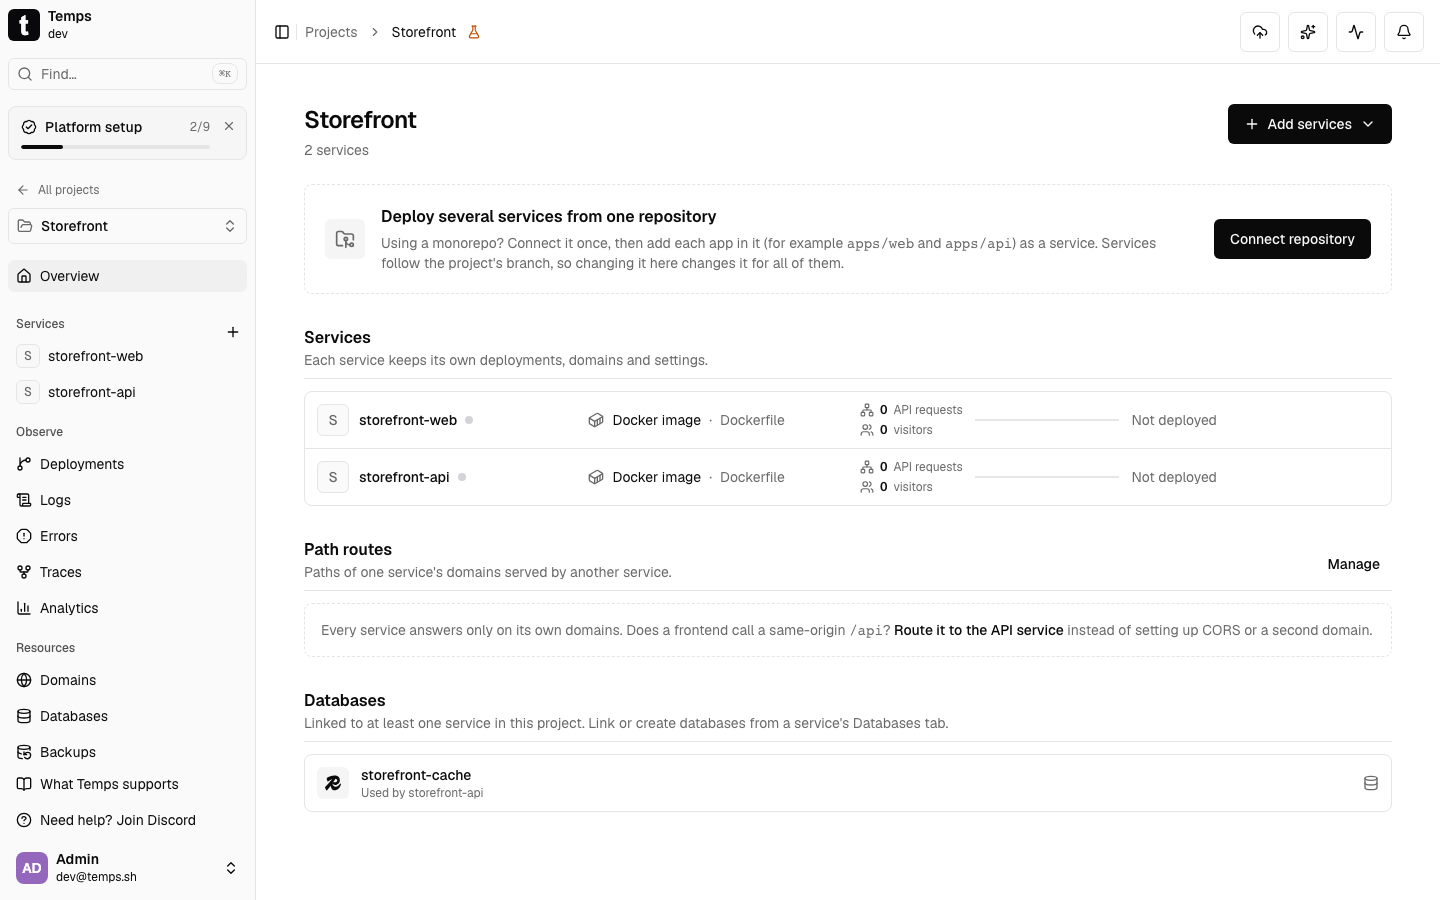 Temps
dev
Find...
⌘K
Platform setup
2/9
All projects
Storefront
Overview
Services
S storefront-web
S storefront-api
Observe
Deployments
Logs
Errors
Traces
Analytics
Resources
Domains
Databases
Backups
What Temps supports
Need help? Join Discord
AD
Admin
dev@temps.sh
Projects > Storefront
Storefront
2 services
Add services
Deploy several services from one repository
Using a monorepo? Connect it once, then add each app in it (for example apps/web and apps/api) as a service. Services
follow the project's branch, so changing it here changes it for all of them.
Connect repository
Services
Each service keeps its own deployments, domains and settings.
S storefront-web
Docker image · Dockerfile
0 API requests
0 visitors
Not deployed
S storefront-api
Docker image · Dockerfile
0 API requests
0 visitors
Not deployed
Path routes
Paths of one service's domains served by another service.
Manage
Every service answers only on its own domains. Does a frontend call a same-origin /api? Route it to the API service instead of setting up CORS or a second domain.
Databases
Linked to at least one service in this project. Link or create databases from a service's Databases tab.
storefront-cache
Used by storefront-api